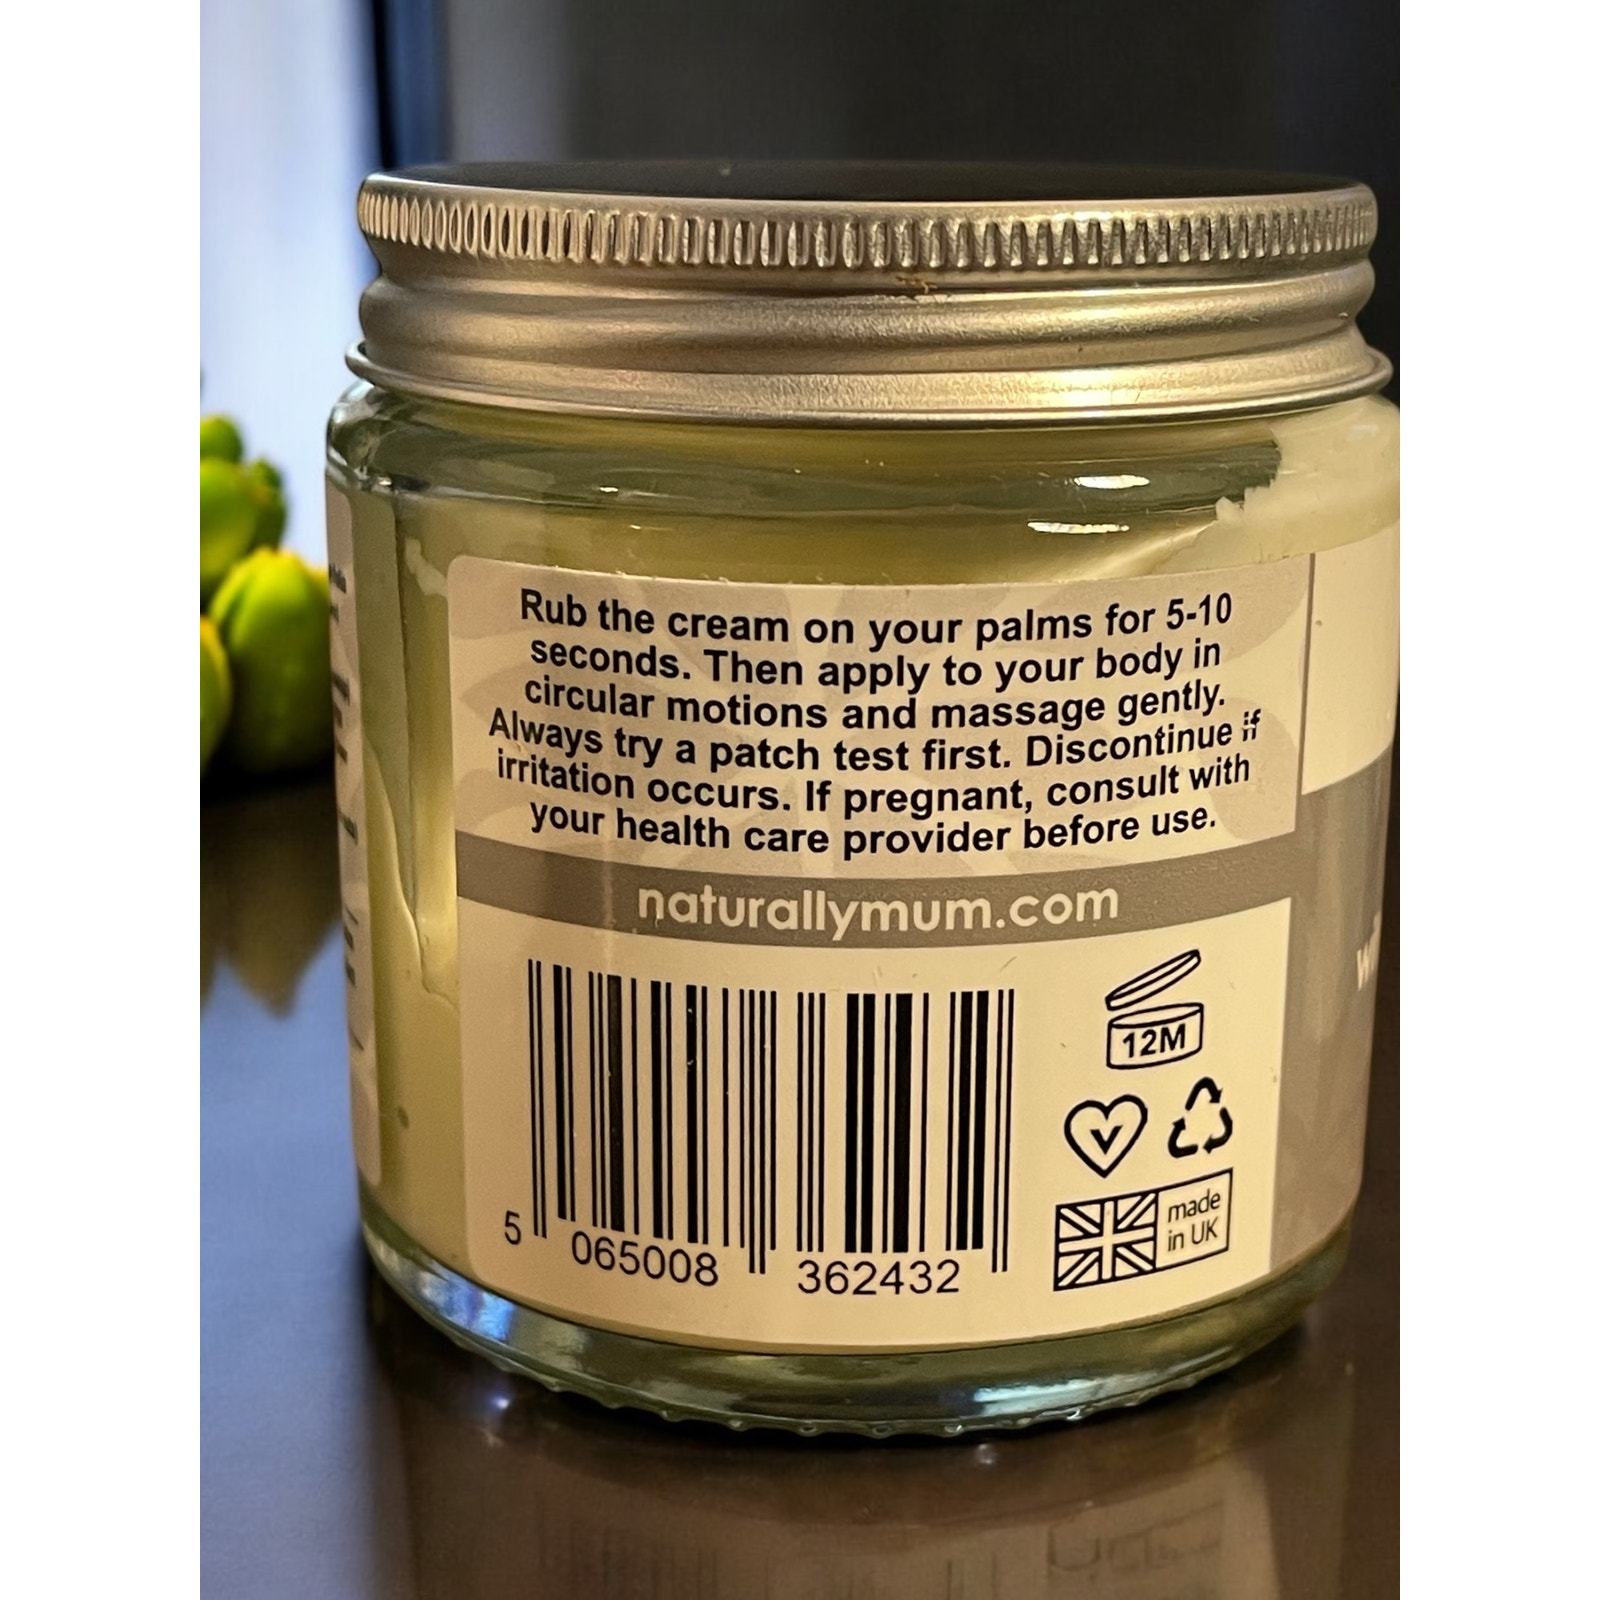 Rub the cream on your palms for 5-10
seconds. Then apply to your body in
circular motions and massage gently.
Always try a patch test first. Discontinue if
irritation occurs. If pregnant, consult with
your health care provider before use.
naturallymum.com
12M
V
made
in UK
5 065008 362432